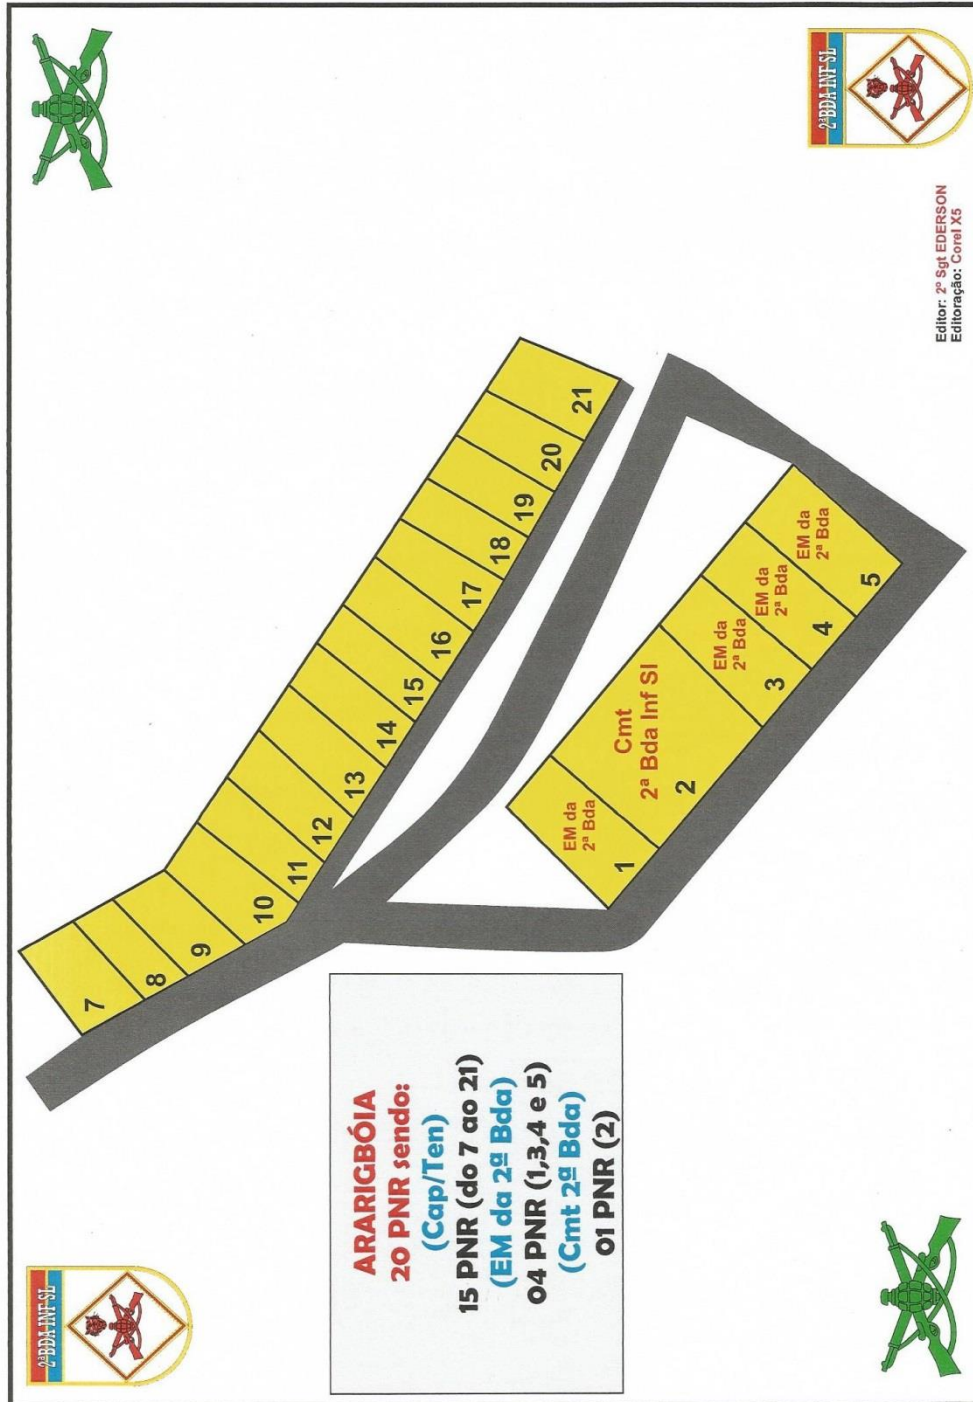 2ª BDA INF SL
ARARIGBÓIA
20 PNR sendo:
(Cap/Ten)
15 PNR (do 7 ao 21)
(EM da 2ª Bda)
04 PNR (1,3,4 e 5)
(Cmt 2ª Bda)
01 PNR (2)
7
8
9
10
11
12
13
14
15
16
17
18
19
20
21
EM da
2ª Bda
1
Cmt
2ª Bda Inf Sl
2
EM da
2ª Bda
3
EM da
2ª Bda
4
EM da
2ª Bda
5
Editor: 2º Sgt EDERSON
Editoração: Corel X5
2ª BDA INF SL